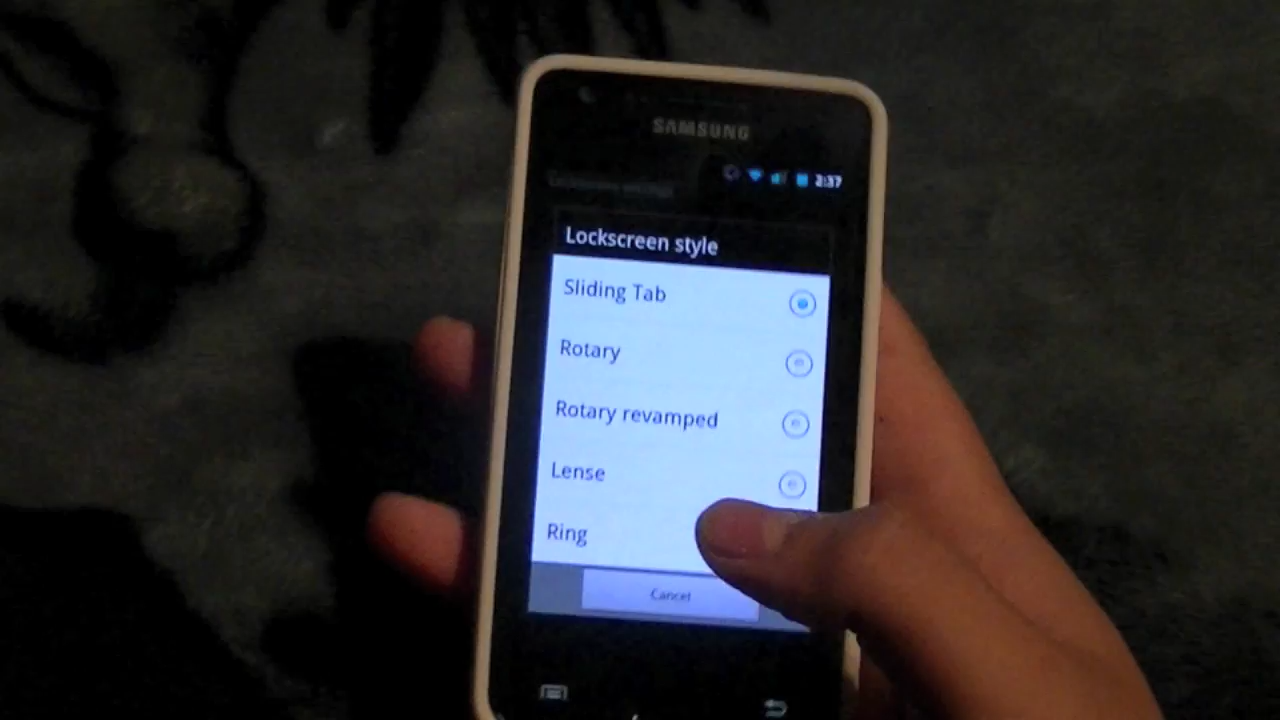 SAMSUNG
2:37
Lockscreen style
Sliding Tab
Rotary
Rotary revamped
Lense
Ring
Cancel